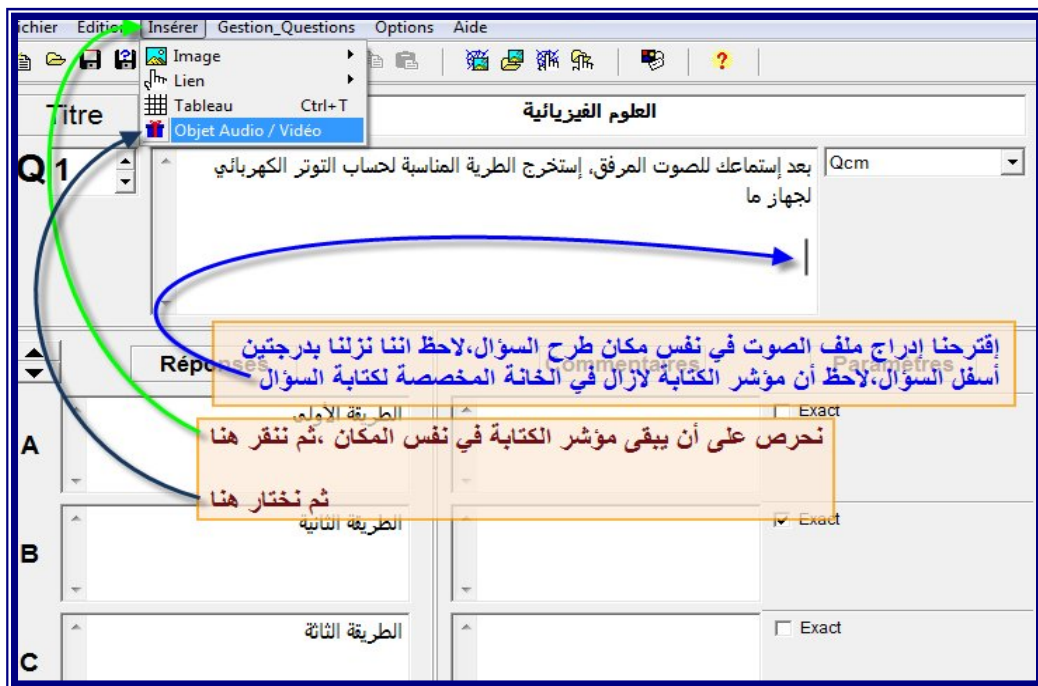 ichier Edition Insérer Gestion_Questions Options Aide
Image
Lien
Tableau Ctrl+T
Objet Audio / Vidéo
Titre
العلوم الفيزيائية
Q 1
بعد إستماعك للصوت المرفق، إستخرج الطرية المناسبة لحساب التوتر الكهربائي
لجهاز ما
Qcm
إقترحنا إدراج ملف الصوت في نفس مكان طرح السؤال،لاحظ اننا نزلنا بدرجتين
أسفل السؤال،لاحظ أن مؤشر الكتابة لازال في الخانة المخصصة لكتابة السؤال
Réponses Commentaires Paramètres
A
الطريقة الأولى
Exact
نحرص على أن يبقى مؤشر الكتابة في نفس المكان ،ثم ننقر هنا
ثم نختار هنا
B
الطريقة الثانية
Exact
C
الطريقة الثاثة
Exact